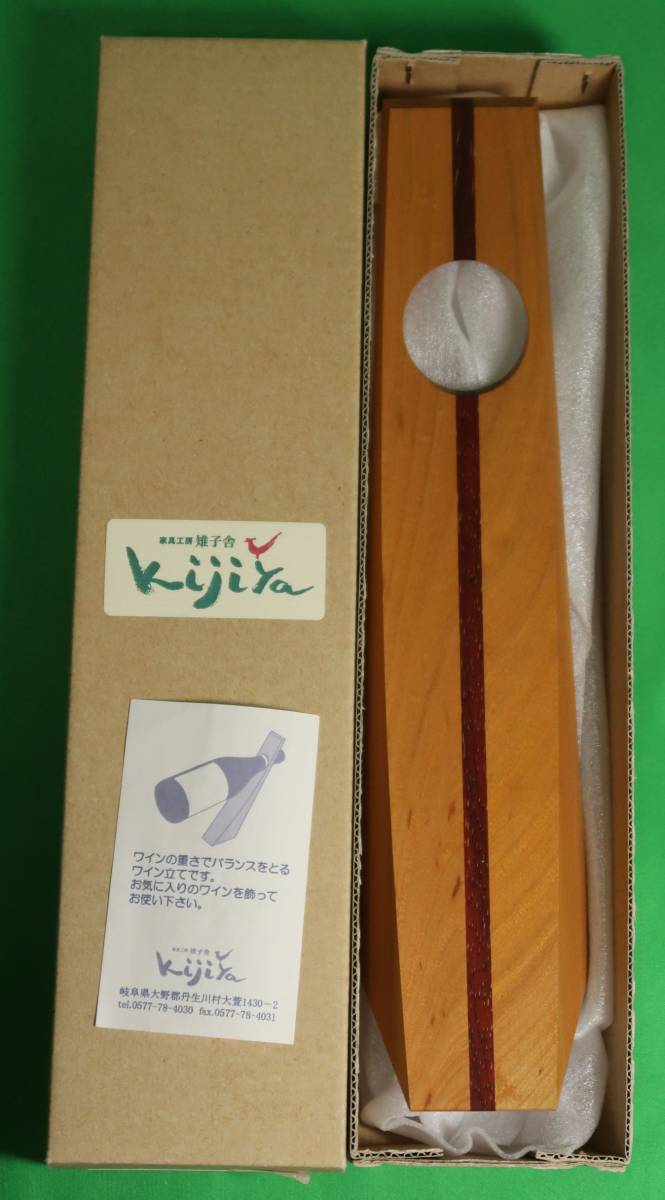 家具工房 雉子舎
Kijiya
ワインの重さでバランスをとる
ワイン立てです。
お気に入りのワインを飾って
お使い下さい。
家具工房 雉子舎
Kijiya
岐阜県大野郡丹生川村大萱1430-2
tel.0577-78-4030 fax.0577-78-4031